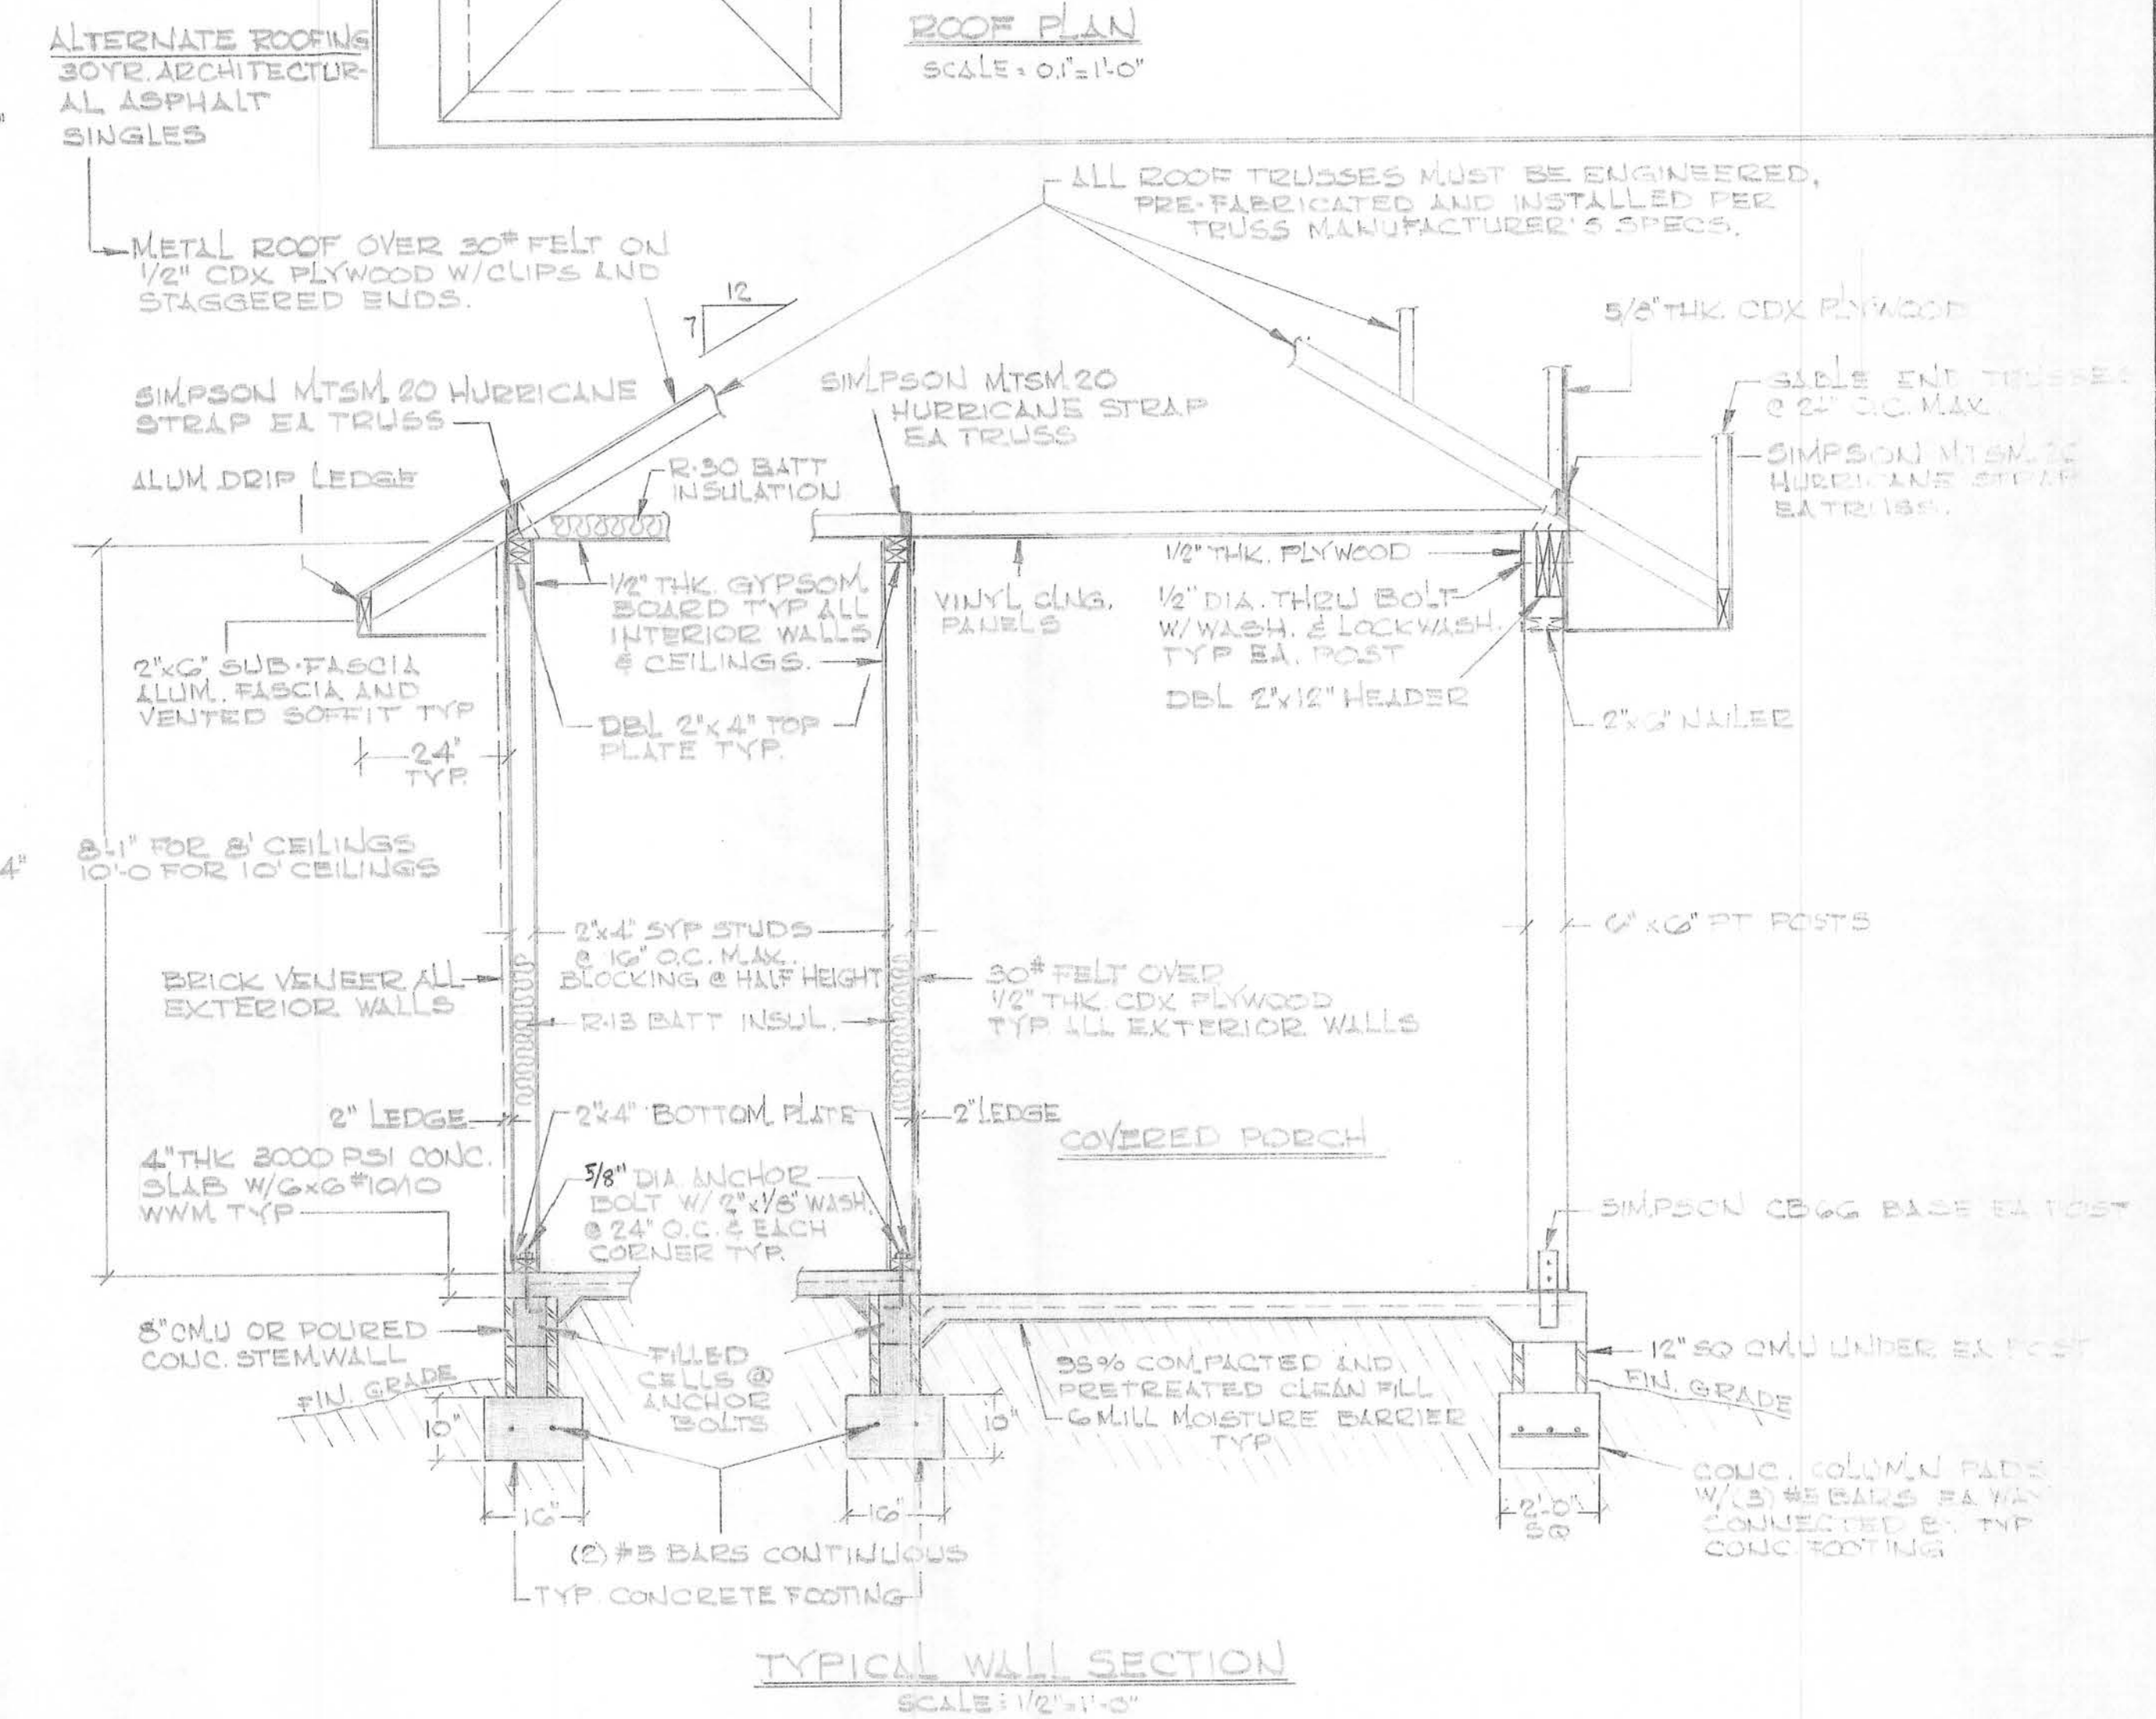 ALTERNATE ROOFING
30YR. ARCHITECTUR-
AL ASPHALT
SINGLES
ROOF PLAN
SCALE = 0.1"=1'-0"
ALL ROOF TRUSSES MUST BE ENGINEERED,
PRE-FABRICATED AND INSTALLED PER
TRUSS MANUFACTURER'S SPECS.
METAL ROOF OVER 30# FELT ON
1/2" CDX PLYWOOD W/CLIPS AND
STAGGERED ENDS.
12
7
5/8" THK. CDX PLYWOOD
SIMPSON MTSM 20 HURRICANE
STRAP EA TRUSS
SIMPSON MTSM 20
HURRICANE STRAP
EA TRUSS
GABLE END TRUSSES
@ 24" O.C. MAX
SIMPSON MTSM 20
HURRICANE STRAP
EA TRUSS.
ALUM DRIP LEDGE
R-30 BATT
INSULATION
1/2" THK. GYPSOM
BOARD TYP ALL
INTERIOR WALLS
& CEILINGS.
VINYL CLNG.
PANELS
1/2" THK. PLYWOOD
1/2" DIA. THRU BOLT
W/ WASH. & LOCKWASH.
TYP EA. POST
DBL 2"x12" HEADER
2"x6" NAILER
2"x6" SUB-FASCIA
ALUM. FASCIA AND
VENTED SOFFIT TYP
DBL 2"x4" TOP
PLATE TYP.
24"
TYP.
4"
8'-1" FOR 8' CEILINGS
10'-0 FOR 10' CEILINGS
2"x4" SYP STUDS
@ 16" O.C. MAX.
BLOCKING @ HALF HEIGHT
6"x6" PT POSTS
BRICK VENEER ALL
EXTERIOR WALLS
30# FELT OVER
1/2" THK. CDX PLYWOOD
TYP ALL EXTERIOR WALLS
R-13 BATT INSUL.
2" LEDGE
2"x4" BOTTOM PLATE
2" LEDGE
COVERED PORCH
4" THK 3000 PSI CONC.
SLAB W/6x6 #10/10
WWM TYP
5/8" DIA ANCHOR
BOLT W/ 2"x1/8" WASH.
@ 24" O.C. & EACH
CORNER TYP.
SIMPSON CB66 BASE EA POST
8" CMU OR POURED
CONC. STEMWALL
FIN. GRADE
FILLED
CELLS @
ANCHOR
BOLTS
95% COMPACTED AND
PRETREATED CLEAN FILL
6 MILL MOISTURE BARRIER
TYP
12" SQ CMU UNDER EA POST
FIN. GRADE
10"
10"
16"
16"
2'-0"
SQ
CONC. COLUMN PADS
W/(3) #5 BARS EA WAY
CONNECTED BY TYP
CONC FOOTING
(2) #5 BARS CONTINUOUS
TYP. CONCRETE FOOTING
TYPICAL WALL SECTION
SCALE: 1/2"=1'-0"